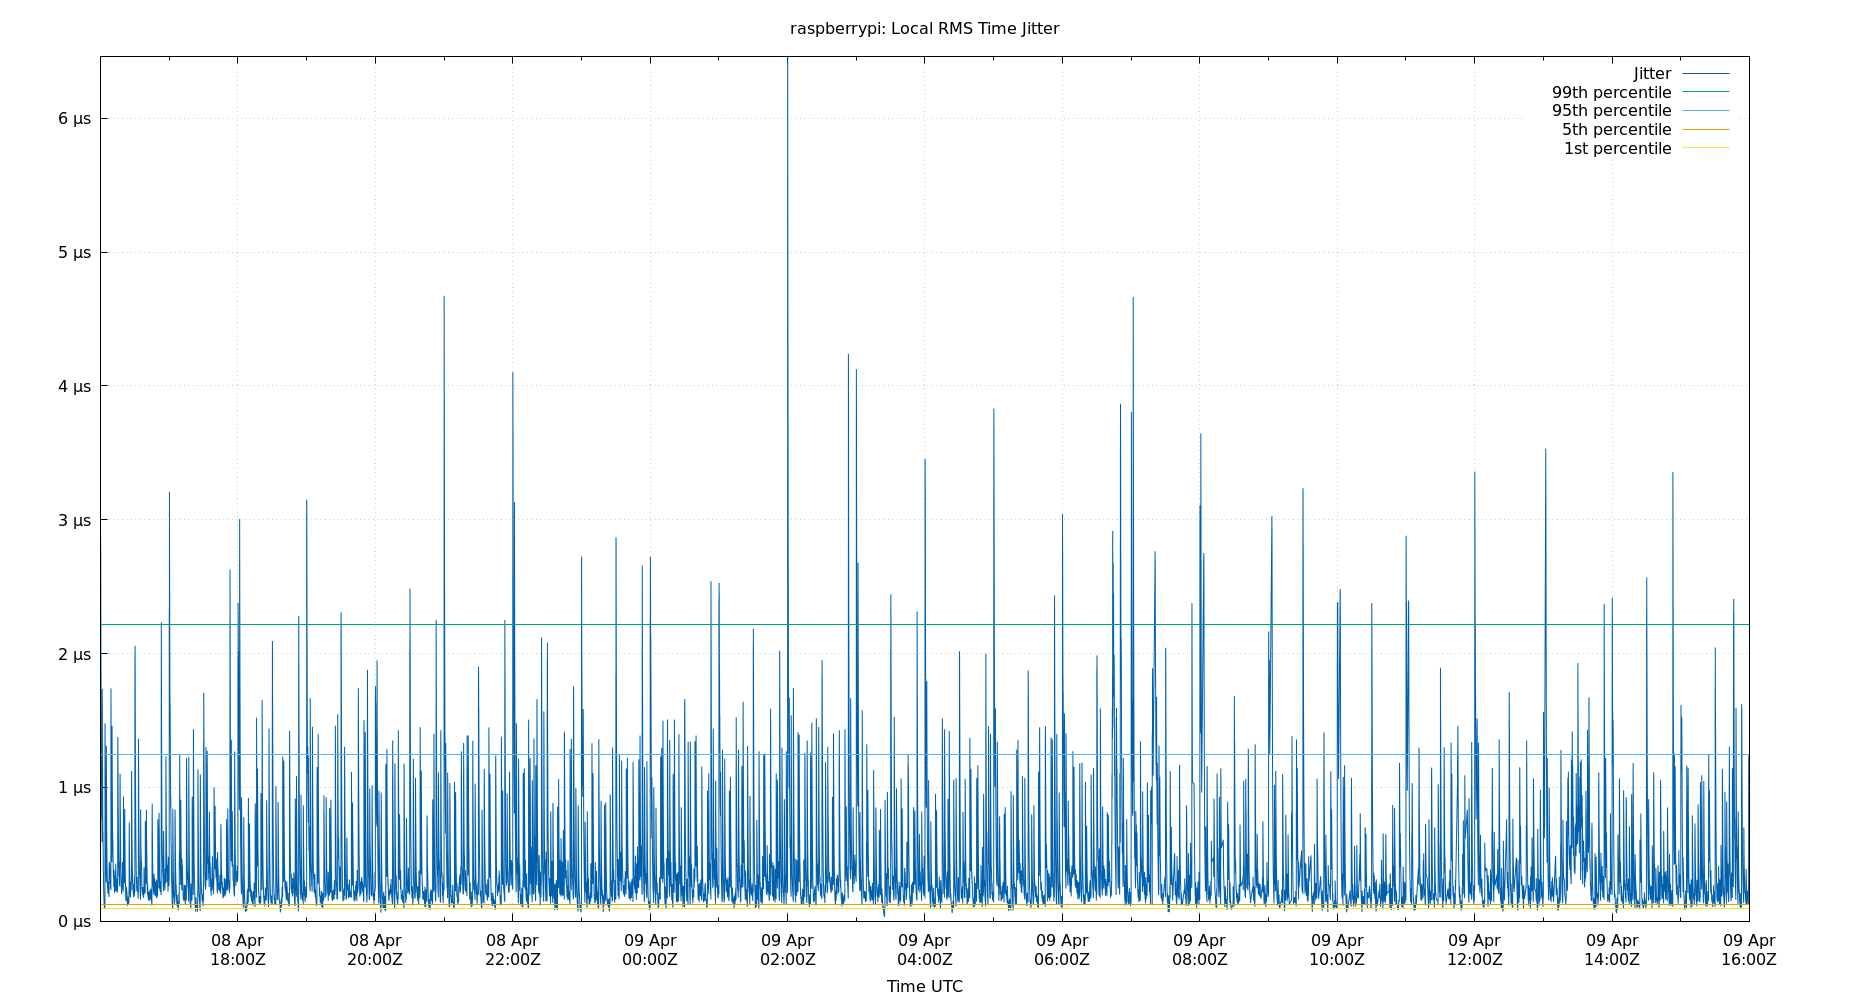 raspberrypi: Local RMS Time Jitter
Jitter
99th percentile
95th percentile
5th percentile
1st percentile
6 µs
5 µs
4 µs
3 µs
2 µs
1 µs
0 µs
08 Apr
18:00Z
08 Apr
20:00Z
08 Apr
22:00Z
09 Apr
00:00Z
09 Apr
02:00Z
09 Apr
04:00Z
09 Apr
06:00Z
09 Apr
08:00Z
09 Apr
10:00Z
09 Apr
12:00Z
09 Apr
14:00Z
09 Apr
16:00Z
Time UTC